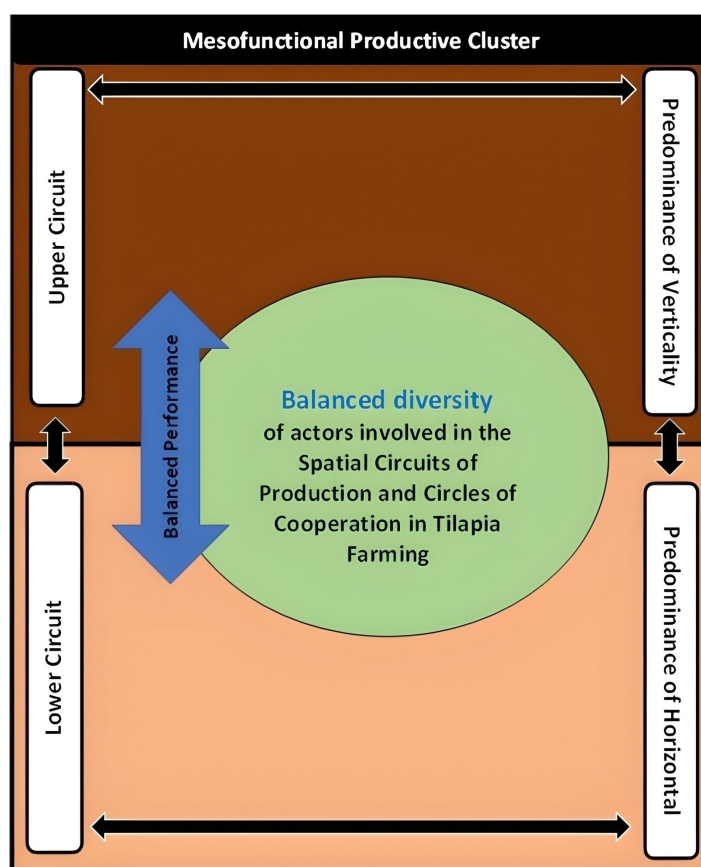 Mesofunctional Productive Cluster
Upper Circuit
Predominance of Verticality
Balanced Performance
Balanced diversity
of actors involved in the
Spatial Circuits of
Production and Circles of
Cooperation in Tilapia
Farming
Lower Circuit
Predominance of Horizontal